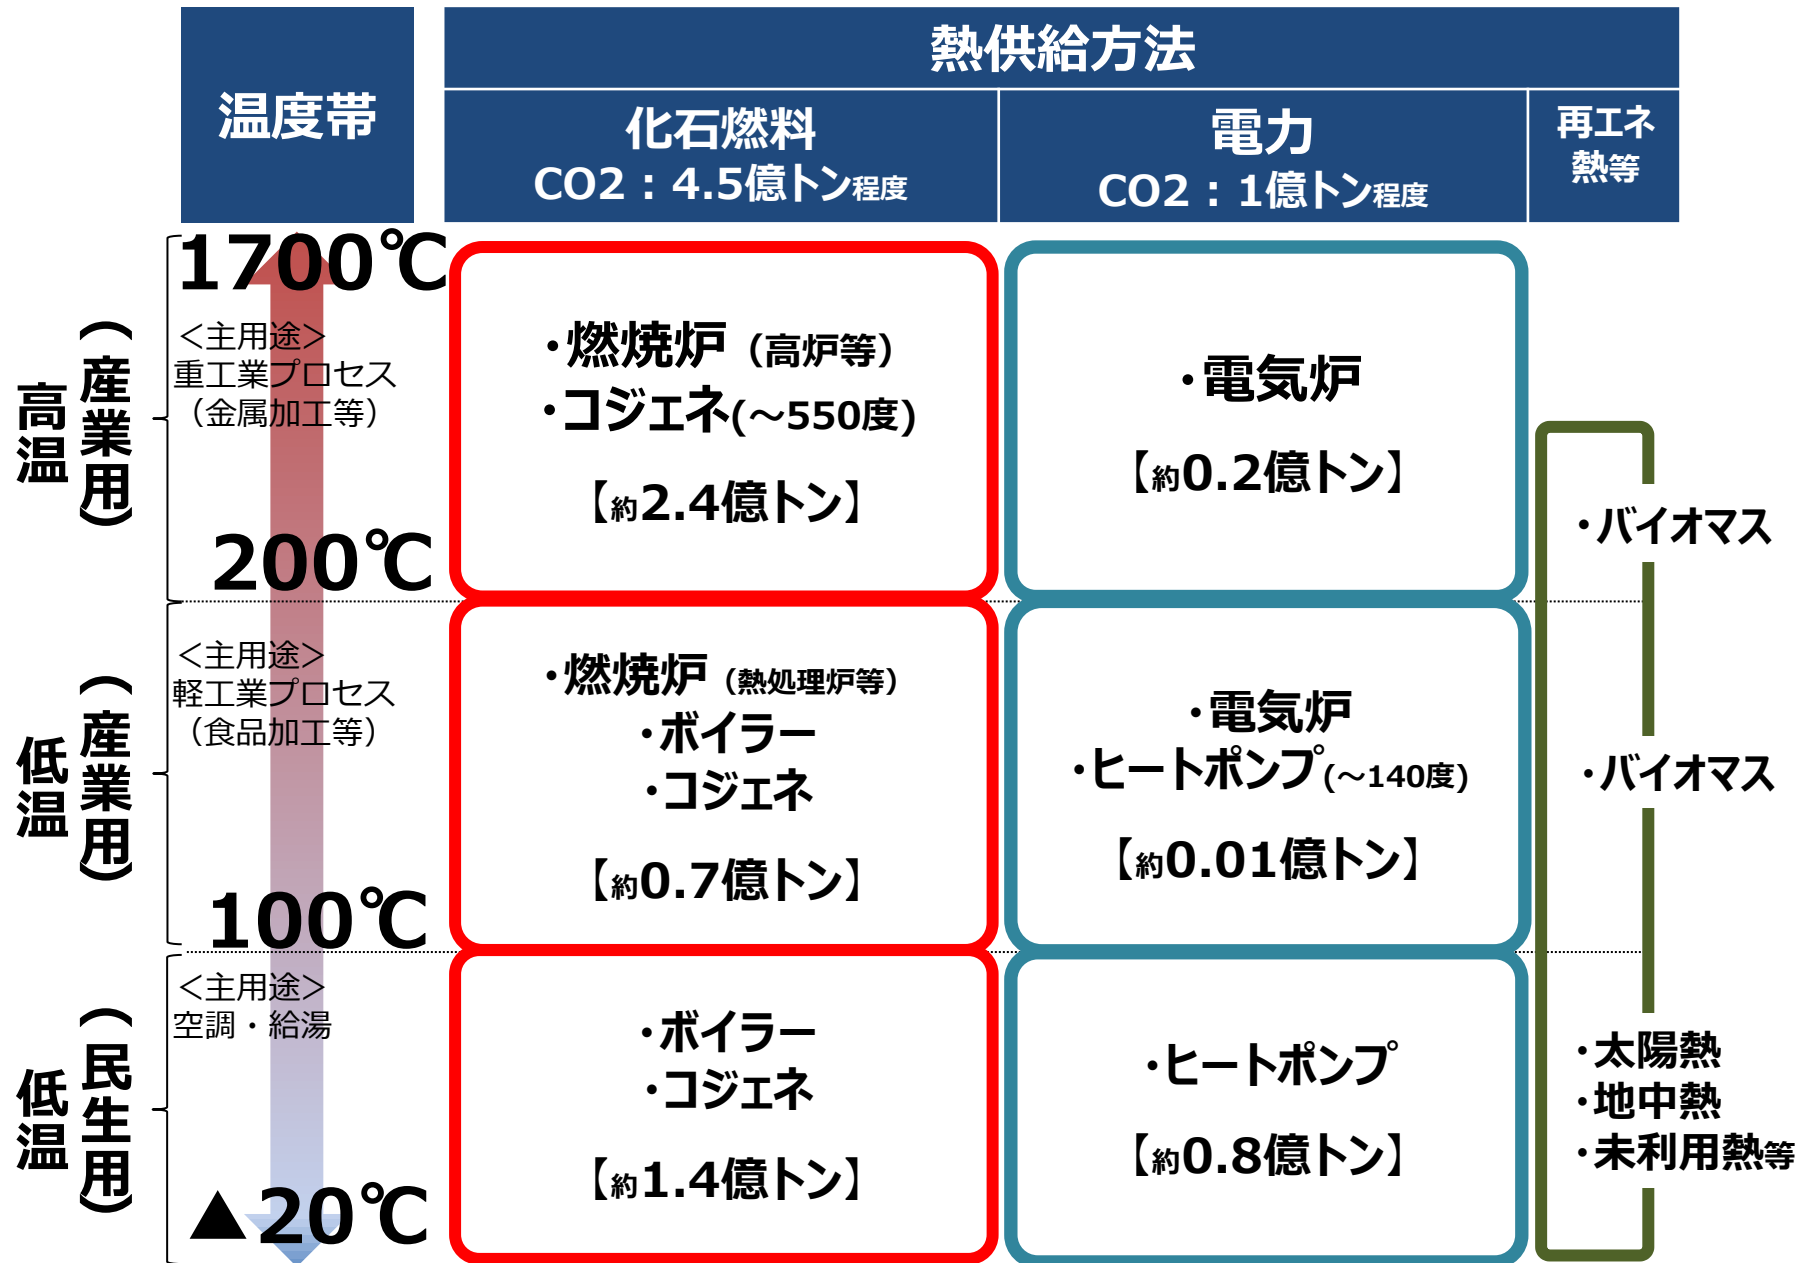 温度帯
熱供給方法
化石燃料
CO2：4.5億トン程度
電力
CO2：1億トン程度
再エネ
熱等
高温
（産業用）
1700℃
＜主用途＞
重工業プロセス
（金属加工等）
200℃
・燃焼炉（高炉等）
・コジェネ(～550度)
【約2.4億トン】
・電気炉
【約0.2億トン】
・バイオマス
低温
（産業用）
＜主用途＞
軽工業プロセス
（食品加工等）
100℃
・燃焼炉（熱処理炉等）
・ボイラー
・コジェネ
【約0.7億トン】
・電気炉
・ヒートポンプ(～140度)
【約0.01億トン】
・バイオマス
低温
（民生用）
＜主用途＞
空調・給湯
▲20℃
・ボイラー
・コジェネ
【約1.4億トン】
・ヒートポンプ
【約0.8億トン】
・太陽熱
・地中熱
・未利用熱等